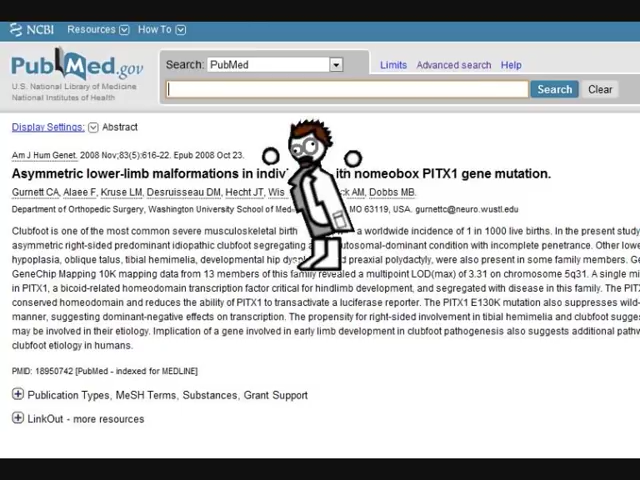 NCBI Resources How To
PubMed.gov
U.S. National Library of Medicine
National Institutes of Health
Search: PubMed Limits Advanced search Help
Search Clear
Display Settings: Abstract
Am J Hum Genet. 2008 Nov;83(5):616-22. Epub 2008 Oct 23.
Asymmetric lower-limb malformations in indiv ith homeobox PITX1 gene mutation.
Gurnett CA, Alaee F, Kruse LM, Desruisseau DM, Hecht JT, Wis ck AM, Dobbs MB.
Department of Orthopedic Surgery, Washington University School of Med MO 63119, USA. gurnettc@neuro.wustl.edu
Clubfoot is one of the most common severe musculoskeletal birth a worldwide incidence of 1 in 1000 live births. In the present study
asymmetric right-sided predominant idiopathic clubfoot segregating utosomal-dominant condition with incomplete penetrance. Other lowe
hypoplasia, oblique talus, tibial hemimelia, developmental hip dys d preaxial polydactyly, were also present in some family members. Ge
GeneChip Mapping 10K mapping data from 13 members of this family revealed a multipoint LOD(max) of 3.31 on chromosome 5q31. A single mi
in PITX1, a bicoid-related homeodomain transcription factor critical for hindlimb development, and segregated with disease in this family. The PITX
conserved homeodomain and reduces the ability of PITX1 to transactivate a luciferase reporter. The PITX1 E130K mutation also suppresses wild-
manner, suggesting dominant-negative effects on transcription. The propensity for right-sided involvement in tibial hemimelia and clubfoot sugge
may be involved in their etiology. Implication of a gene involved in early limb development in clubfoot pathogenesis also suggests additional pathw
clubfoot etiology in humans.
PMID: 18950742 [PubMed - indexed for MEDLINE]
Publication Types, MeSH Terms, Substances, Grant Support
LinkOut - more resources